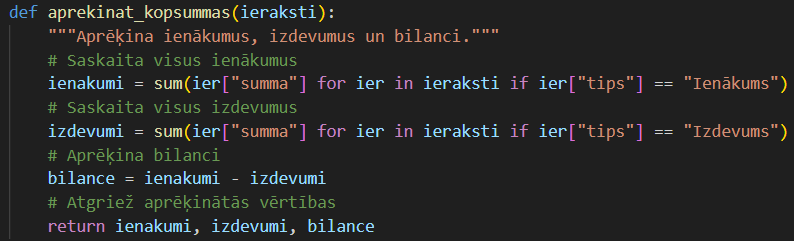 def aprekinat_kopsummas(ieraksti):
    """Aprēķina ienākumus, izdevumus un bilanci."""
    # Saskaita visus ienākumus
    ienakumi = sum(ier["summa"] for ier in ieraksti if ier["tips"] == "Ienākums")
    # Saskaita visus izdevumus
    izdevumi = sum(ier["summa"] for ier in ieraksti if ier["tips"] == "Izdevums")
    # Aprēķina bilanci
    bilance = ienakumi - izdevumi
    # Atgriež aprēķinātās vērtības
    return ienakumi, izdevumi, bilance